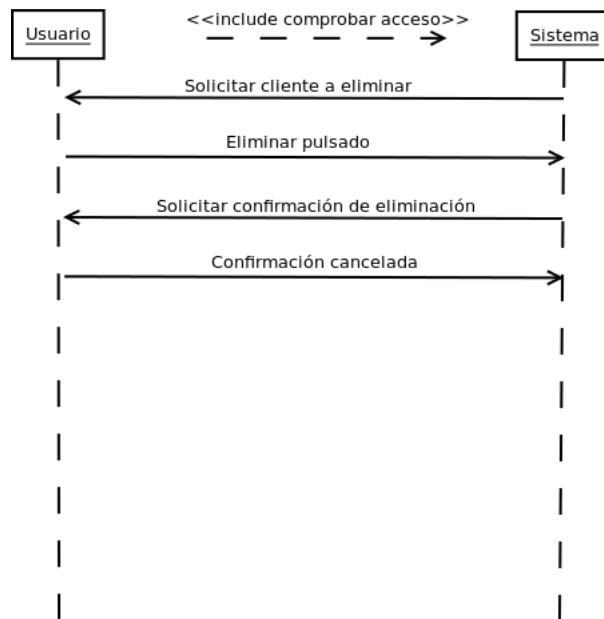 <<include comprobar acceso>>
Usuario
Sistema
Solicitar cliente a eliminar
Eliminar pulsado
Solicitar confirmación de eliminación
Confirmación cancelada